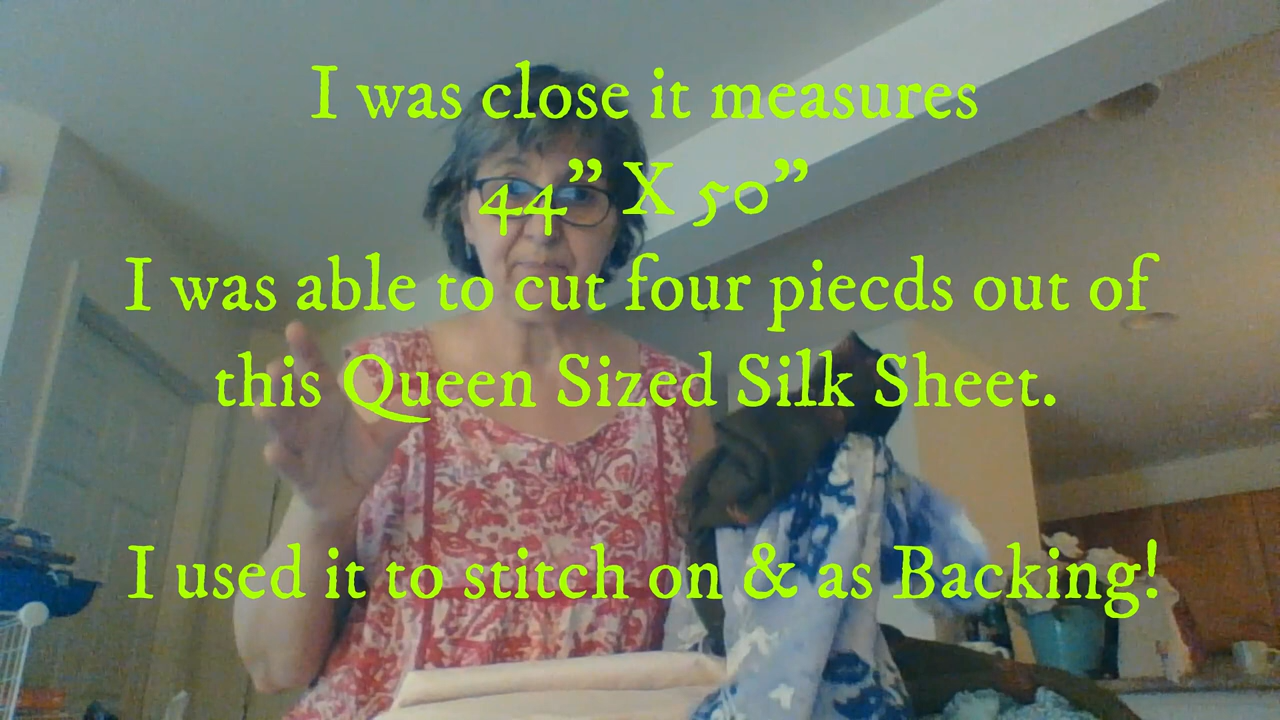 I was close it measures
44” X 50”
I was able to cut four piecds out of
this Queen Sized Silk Sheet.
I used it to stitch on & as Backing!